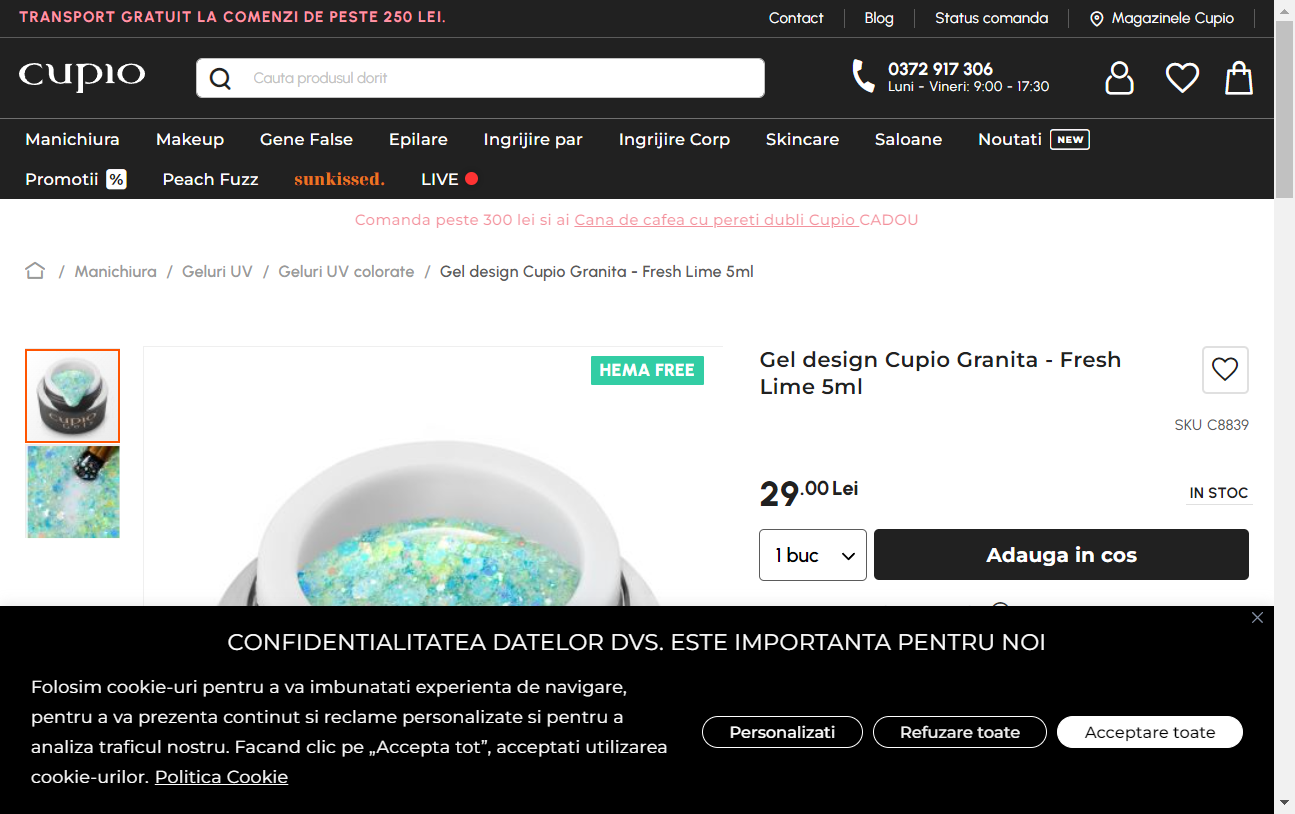 TRANSPORT GRATUIT LA COMENZI DE PESTE 250 LEI.
Contact
Blog
Status comanda
Magazinele Cupio
cupio
Cauta produsul dorit
0372 917 306
Luni - Vineri: 9:00 - 17:30
Manichiura
Makeup
Gene False
Epilare
Ingrijire par
Ingrijire Corp
Skincare
Saloane
Noutati NEW
Promotii %
Peach Fuzz
sunkissed.
LIVE
Comanda peste 300 lei si ai Cana de cafea cu pereti dubli Cupio CADOU
/ Manichiura / Geluri UV / Geluri UV colorate / Gel design Cupio Granita - Fresh Lime 5ml
cupio
HEMA FREE
Gel design Cupio Granita - Fresh
Lime 5ml
SKU C8839
29.00 Lei
IN STOC
1 buc
Adauga in cos
CONFIDENTIALITATEA DATELOR DVS. ESTE IMPORTANTA PENTRU NOI
Folosim cookie-uri pentru a va imbunatati experienta de navigare,
pentru a va prezenta continut si reclame personalizate si pentru a
analiza traficul nostru. Facand clic pe „Accepta tot”, acceptati utilizarea
cookie-urilor. Politica Cookie
Personalizati
Refuzare toate
Acceptare toate